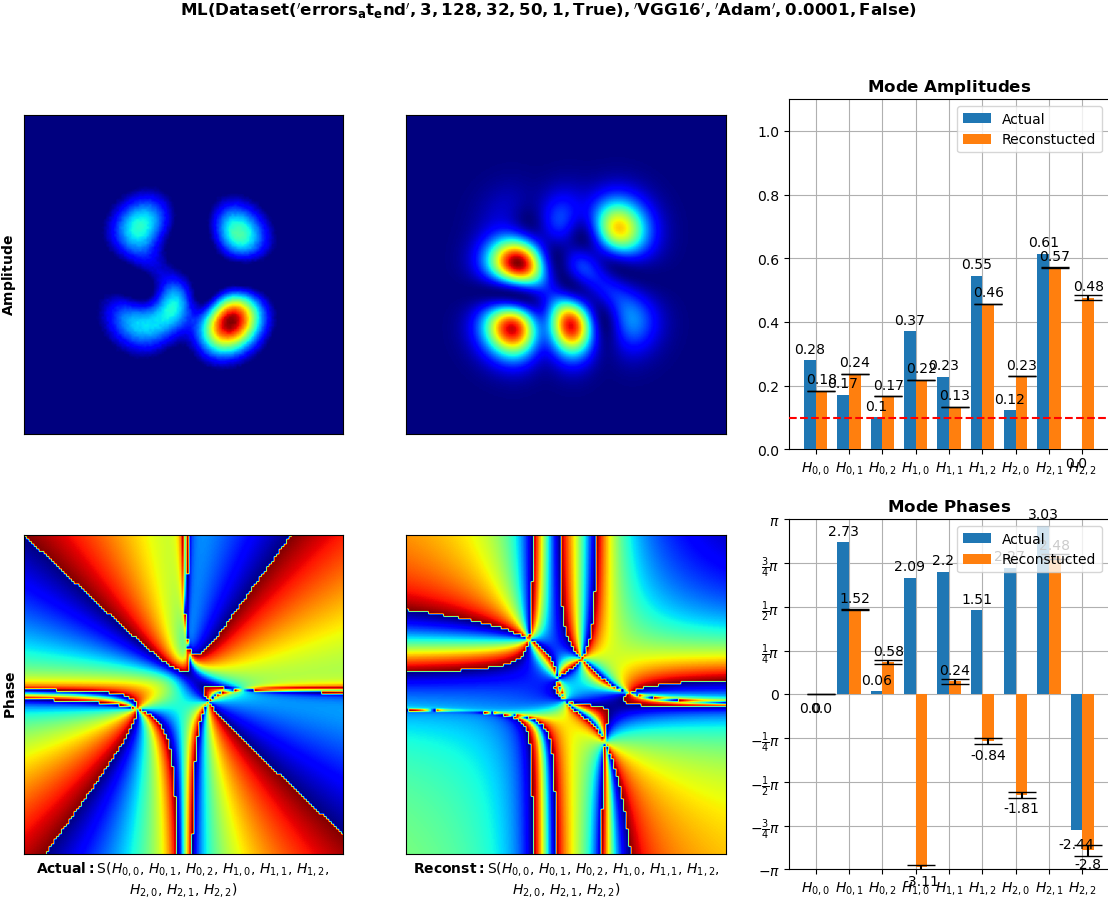 ML(Dataset('errors_at_end', 3, 128, 32, 50, 1, True), 'VGG16', 'Adam', 0.0001, False)
Mode Amplitudes
Actual
Reconstucted
1.0
0.8
0.6
0.4
0.2
0.0
0.28
0.18
0.17
0.24
0.1
0.17
0.37
0.22
0.23
0.13
0.55
0.46
0.12
0.23
0.61
0.57
0.0
0.48
H0,0 H0,1 H0,2 H1,0 H1,1 H1,2 H2,0 H2,1 H2,2
Amplitude
Mode Phases
Actual
Reconstucted
π
3/4π
1/2π
1/4π
0
−1/4π
−1/2π
−3/4π
−π
0.0
0.0
2.73
1.52
0.06
0.58
2.09
-3.11
2.2
0.24
1.51
-0.84
-1.81
3.03
2.48
-2.44
-2.8
H0,0 H0,1 H0,2 H1,0 H1,1 H1,2 H2,0 H2,1 H2,2
Phase
Actual: S(H0,0, H0,1, H0,2, H1,0, H1,1, H1,2,
H2,0, H2,1, H2,2)
Reconst: S(H0,0, H0,1, H0,2, H1,0, H1,1, H1,2,
H2,0, H2,1, H2,2)